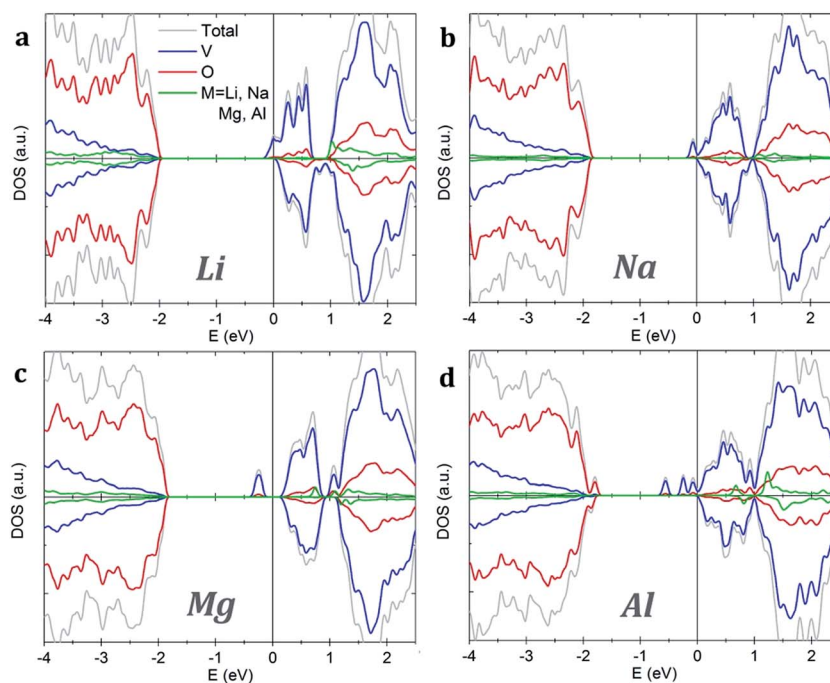 a
Total
V
O
M=Li, Na
Mg, Al
DOS (a.u.)
Li
-4 -3 -2 -1 0 1 2
E (eV)
b
DOS (a.u.)
Na
-4 -3 -2 -1 0 1 2
E (eV)
c
DOS (a.u.)
Mg
-4 -3 -2 -1 0 1 2
E (eV)
d
DOS (a.u.)
Al
-4 -3 -2 -1 0 1 2
E (eV)